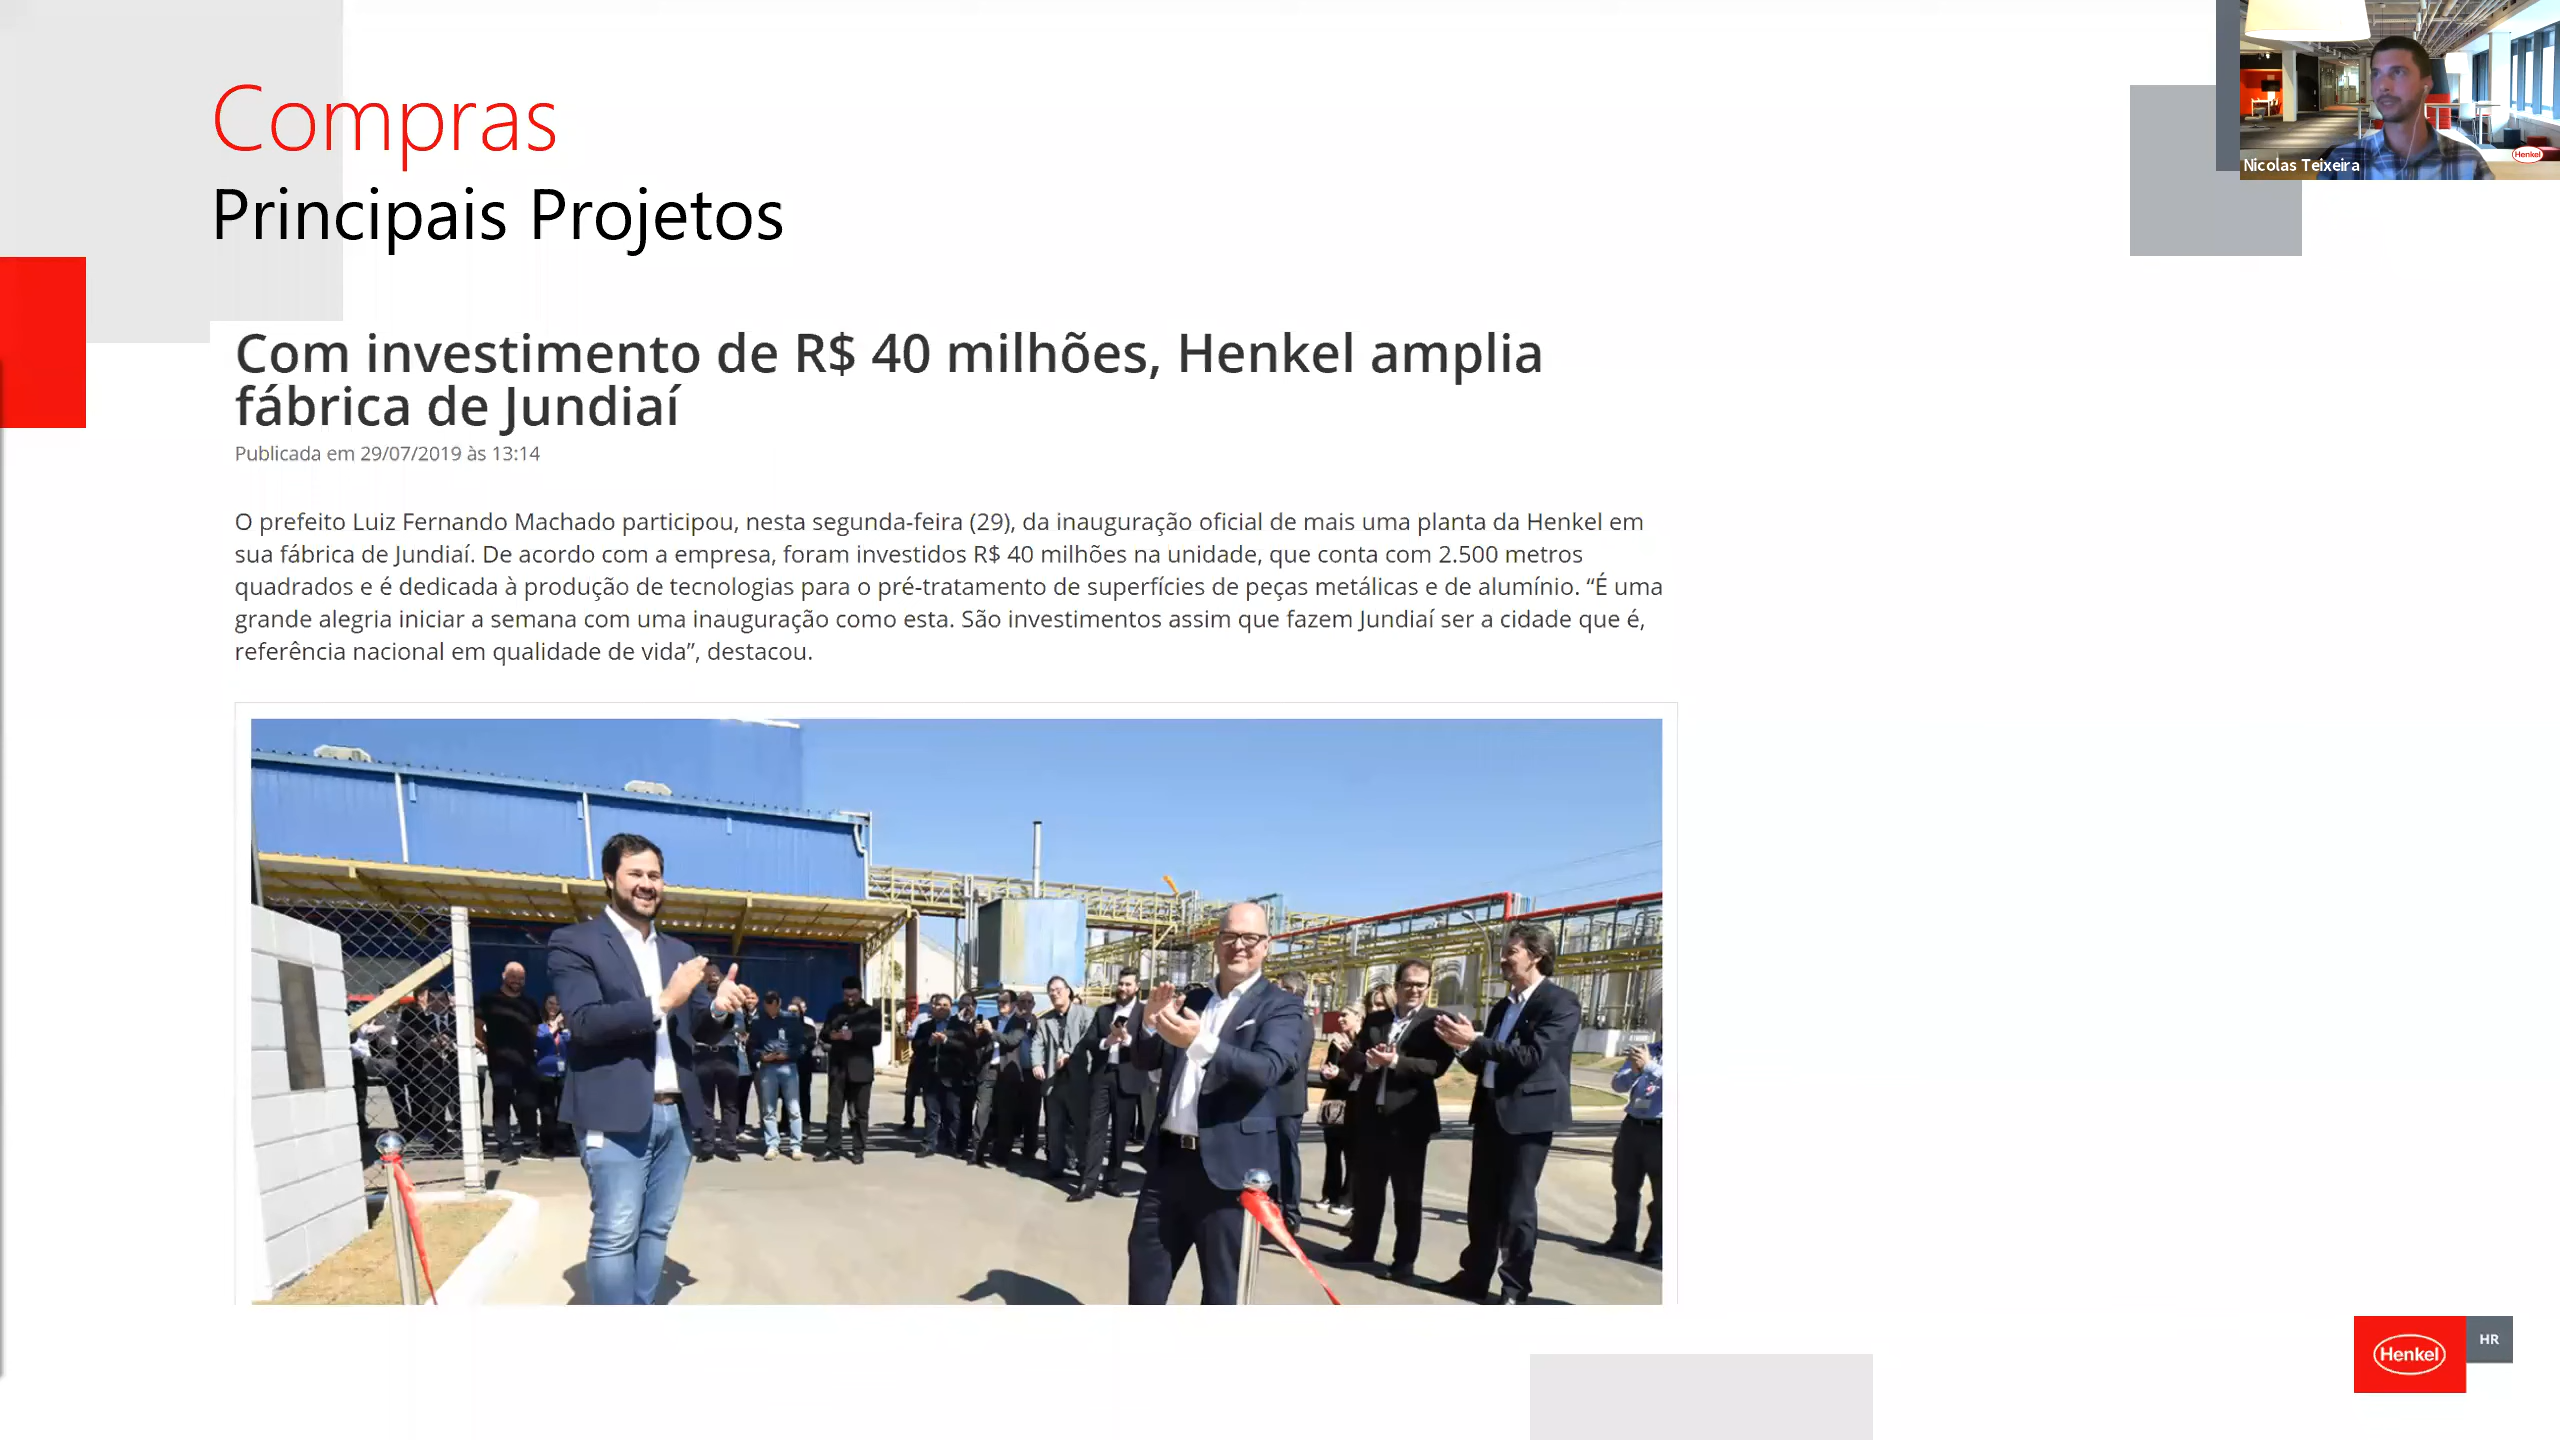 Compras
Principais Projetos
Nicolas Teixeira
Henkel
Com investimento de R$ 40 milhões, Henkel amplia
fábrica de Jundiaí
Publicada em 29/07/2019 às 13:14
O prefeito Luiz Fernando Machado participou, nesta segunda-feira (29), da inauguração oficial de mais uma planta da Henkel em
sua fábrica de Jundiaí. De acordo com a empresa, foram investidos R$ 40 milhões na unidade, que conta com 2.500 metros
quadrados e é dedicada à produção de tecnologias para o pré-tratamento de superfícies de peças metálicas e de alumínio. “É uma
grande alegria iniciar a semana com uma inauguração como esta. São investimentos assim que fazem Jundiaí ser a cidade que é,
referência nacional em qualidade de vida”, destacou.
Henkel
HR